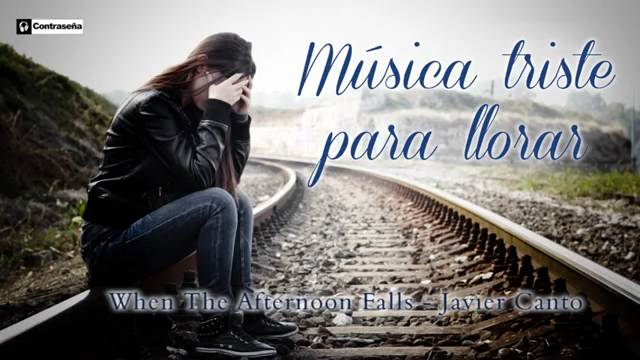 Contraseña
Música triste
para llorar
When The Afternoon Falls - Javier Canto